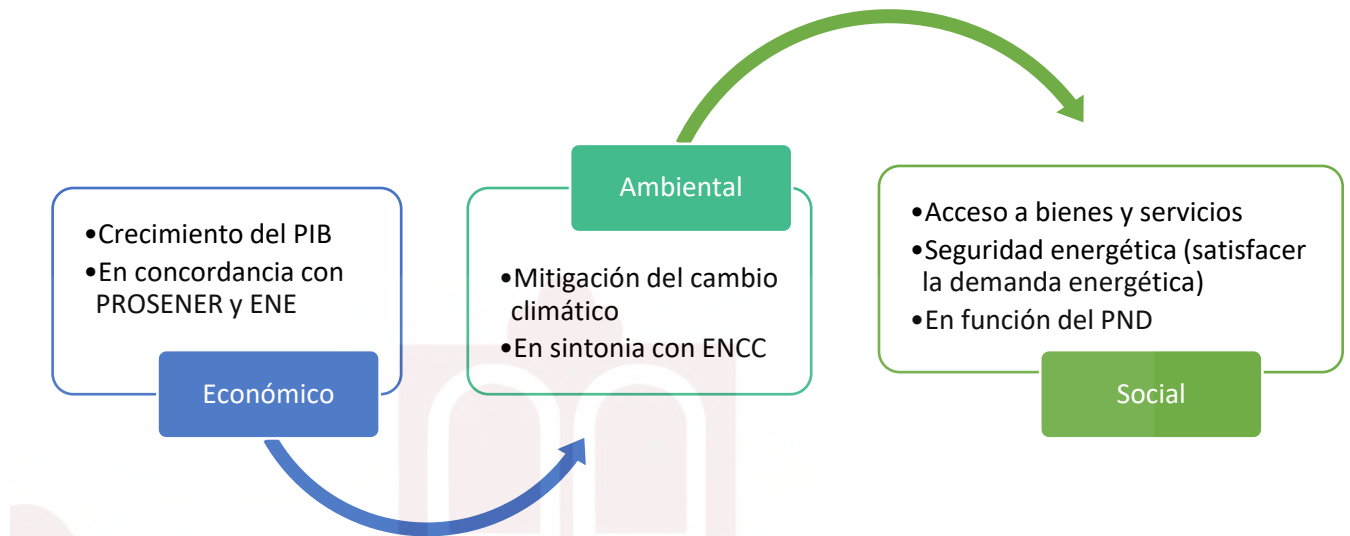 •Crecimiento del PIB
•En concordancia con
PROSENER y ENE
Económico
Ambiental
•Mitigación del cambio
climático
•En sintonia con ENCC
•Acceso a bienes y servicios
•Seguridad energética (satisfacer
la demanda energética)
•En función del PND
Social